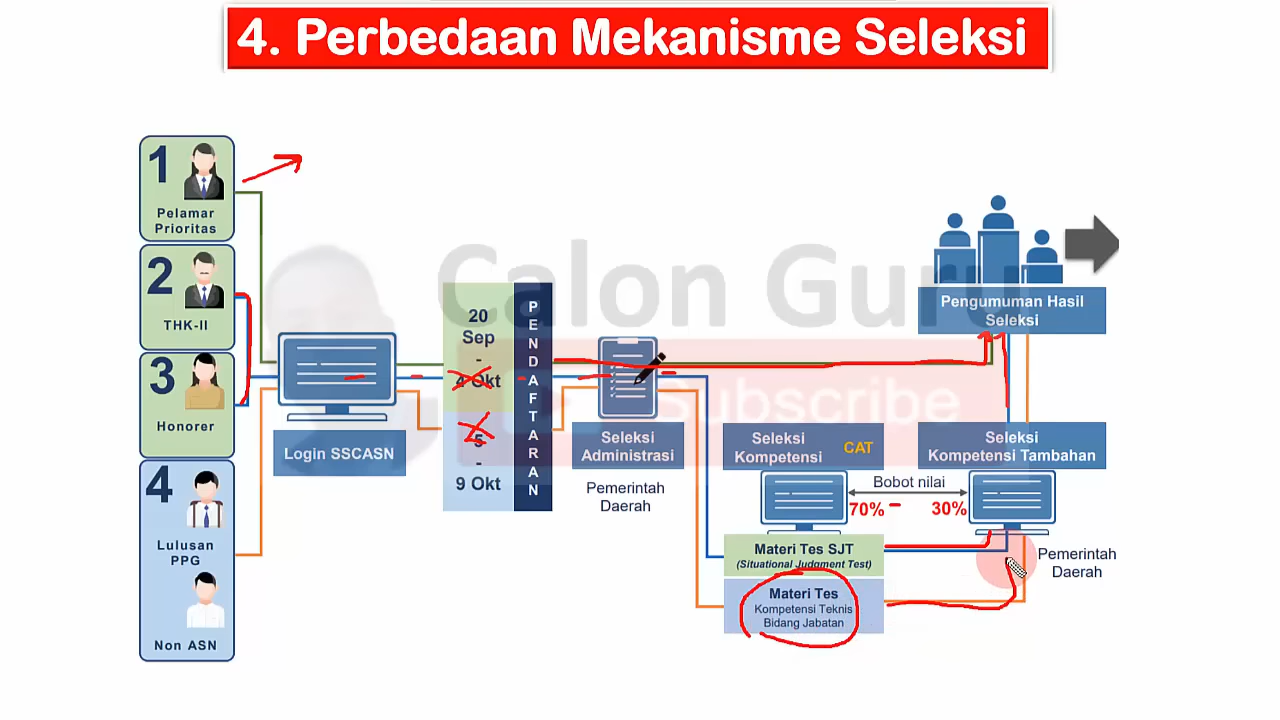 4. Perbedaan Mekanisme Seleksi
1
Pelamar
Prioritas
2
THK-II
3
Honorer
4
Lulusan
PPG
Non ASN
Login SSCASN
20
Sep
-
4 Okt
5
-
9 Okt
PENDAFTARAN
Seleksi
Administrasi
Pemerintah
Daerah
Seleksi
Kompetensi
CAT
Bobot nilai
70%
30%
Materi Tes SJT
(Situational Judgment Test)
Materi Tes
Kompetensi Teknis
Bidang Jabatan
Seleksi
Kompetensi Tambahan
Pemerintah
Daerah
Pengumuman Hasil
Seleksi
Calon Guru
Subscribe